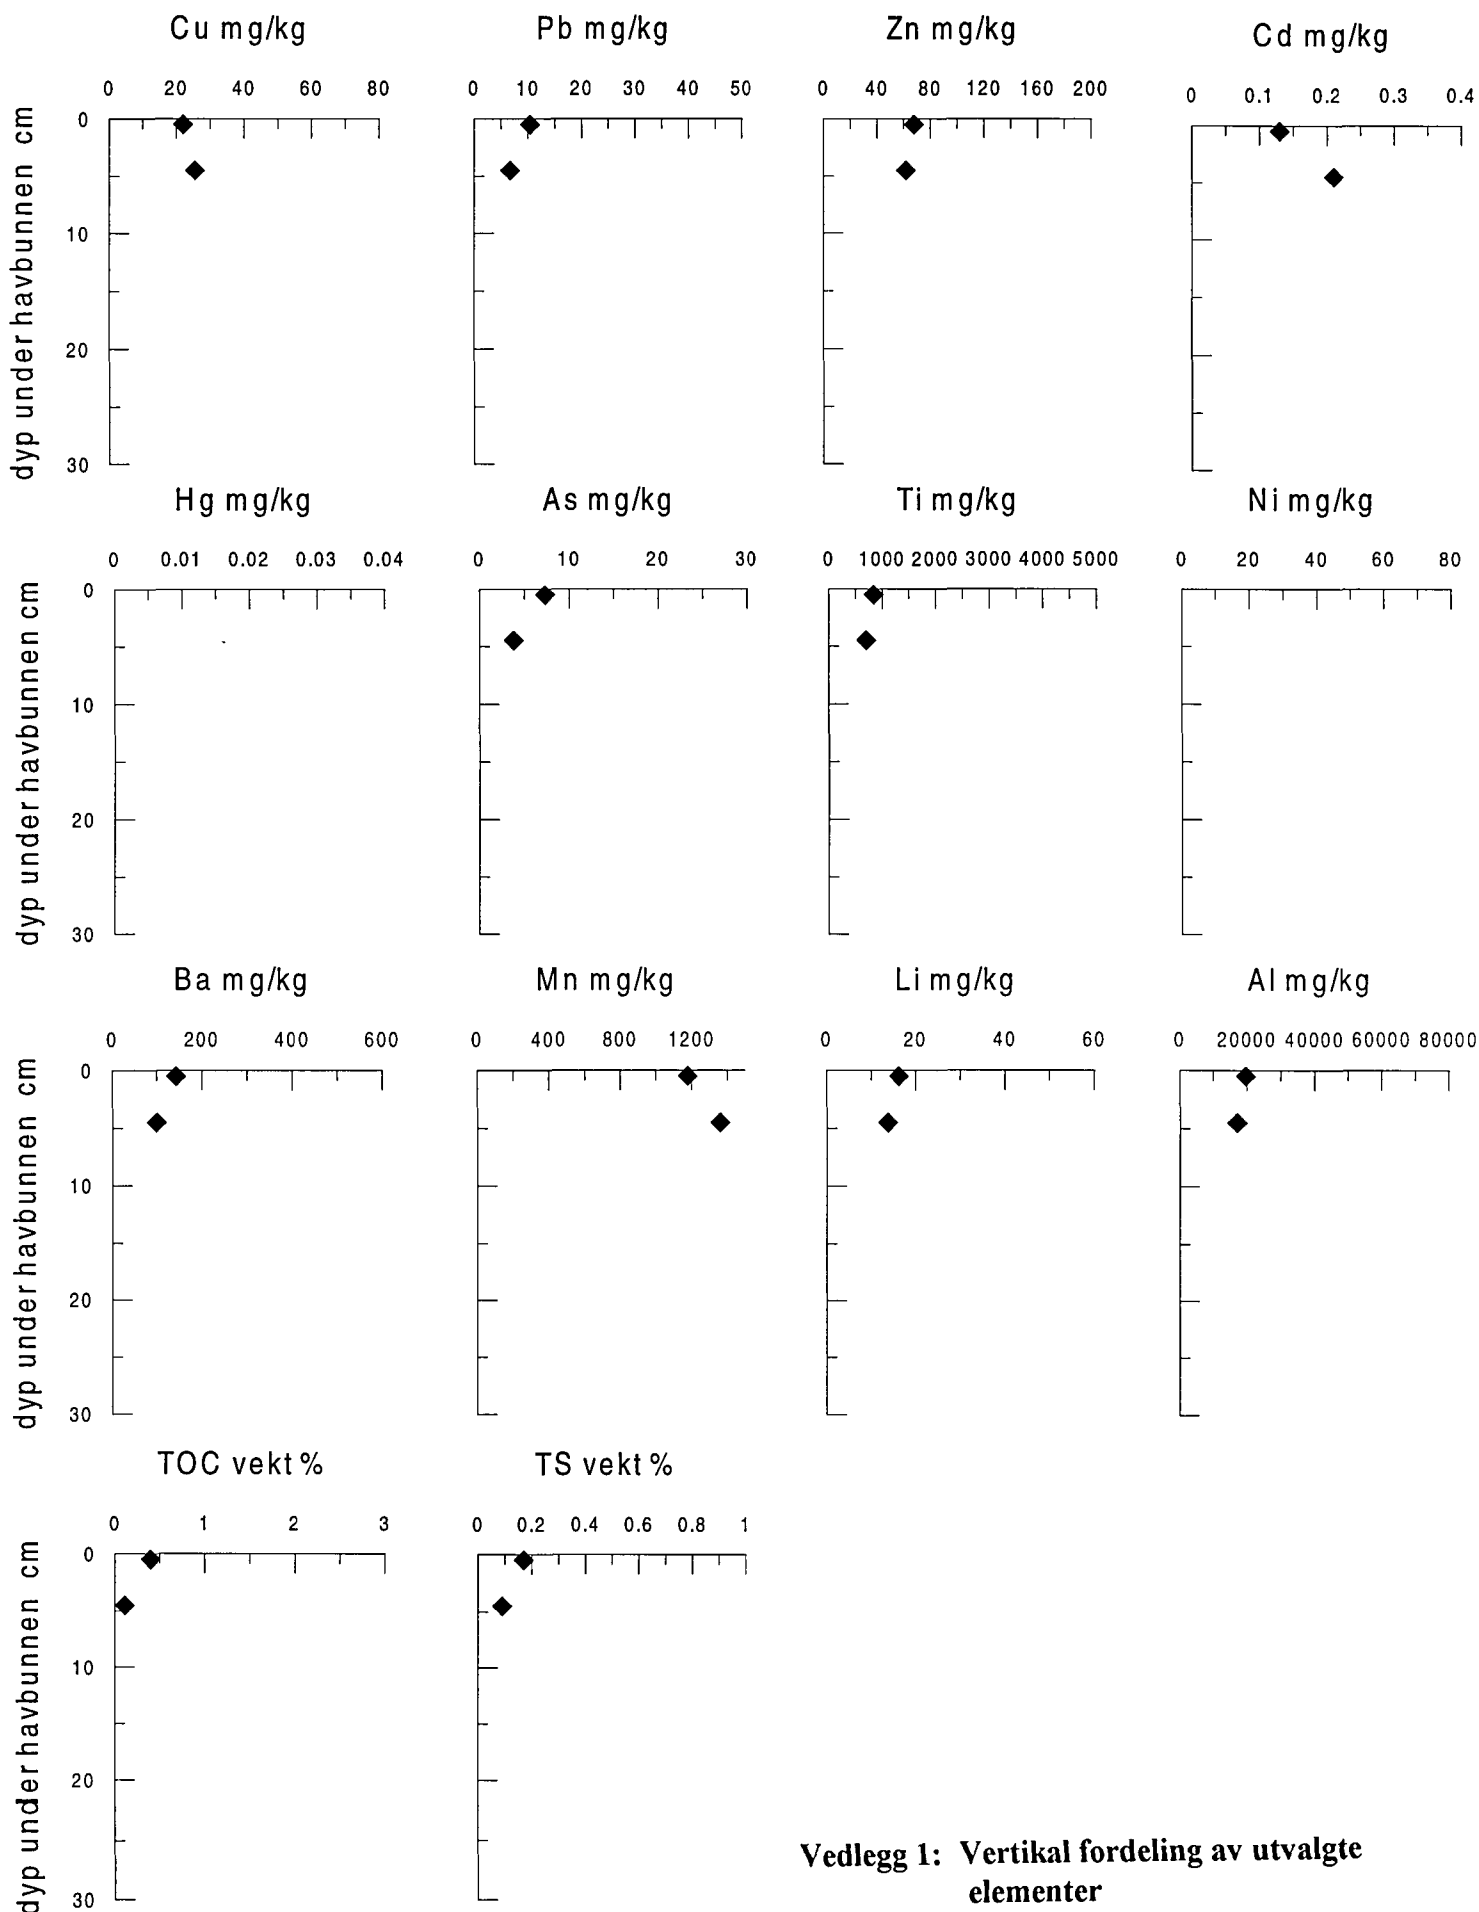 Cu mg/kg Pb mg/kg Zn mg/kg Cd mg/kg
0 20 40 60 80 0 10 20 30 40 50 0 40 80 120 160 200 0 0.1 0.2 0.3 0.4
dyp under havbunnen cm
0
10
20
30
Hg mg/kg As mg/kg Ti mg/kg Ni mg/kg
0 0.01 0.02 0.03 0.04 0 10 20 30 0 1000 2000 3000 4000 5000 0 20 40 60 80
dyp under havbunnen cm
0
10
20
30
Ba mg/kg Mn mg/kg Li mg/kg Al mg/kg
0 200 400 600 0 400 800 1200 0 20 40 60 0 20000 40000 60000 80000
dyp under havbunnen cm
0
10
20
30
TOC vekt % TS vekt %
0 1 2 3 0 0.2 0.4 0.6 0.8 1
dyp under havbunnen cm
0
10
20
30
Vedlegg 1: Vertikal fordeling av utvalgte
elementer